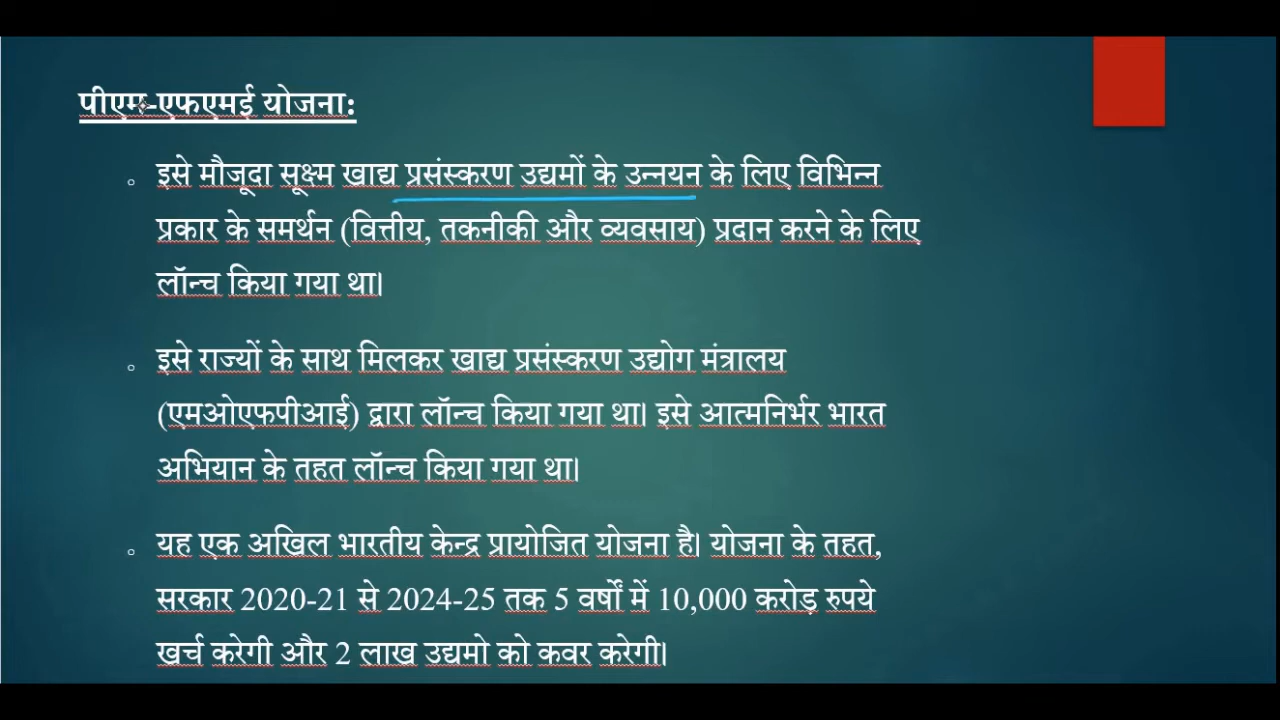 पीएम-एफएमई योजना:
इसे मौजूदा सूक्ष्म खाद्य प्रसंस्करण उद्यमों के उन्नयन के लिए विभिन्न
प्रकार के समर्थन (वित्तीय, तकनीकी और व्यवसाय) प्रदान करने के लिए
लॉन्च किया गया था।
इसे राज्यों के साथ मिलकर खाद्य प्रसंस्करण उद्योग मंत्रालय
(एमओएफपीआई) द्वारा लॉन्च किया गया था। इसे आत्मनिर्भर भारत
अभियान के तहत लॉन्च किया गया था।
यह एक अखिल भारतीय केन्द्र प्रायोजित योजना है। योजना के तहत,
सरकार 2020-21 से 2024-25 तक 5 वर्षों में 10,000 करोड़ रुपये
खर्च करेगी और 2 लाख उद्यमो को कवर करेगी।